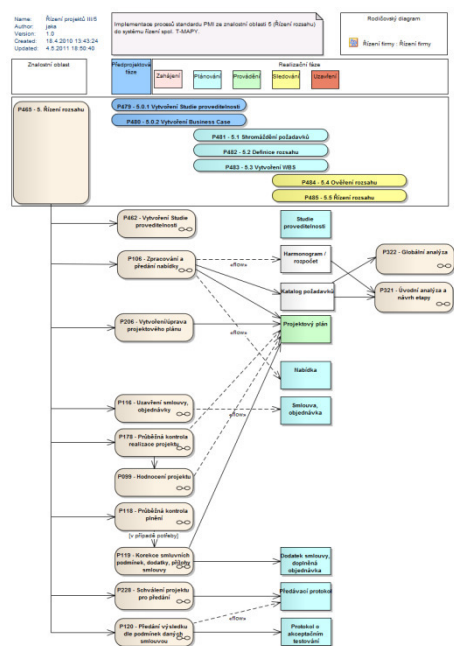 Name: Řízení projektů III/5
Author: jaka
Version: 1.0
Created: 18.4.2010 13:43:24
Updated: 4.5.2011 18:50:40
Implementace procesů standardu PMI ze znalostní oblasti 5 (Řízení rozsahu)
do systému řízení spol. T-MAPY.
Rodičovský diagram
Řízení firmy : Řízení firmy
Znalostní oblast
Předprojektová
fáze
Realizační fáze
Zahájení
Plánování
Provádění
Sledování
Uzavření
P465 - 5. Řízení rozsahu
P479 - 5.0.1 Vytvoření Studie proveditelnosti
P480 - 5.0.2 Vytvoření Business Case
P481 - 5.1 Shromáždění požadavků
P482 - 5.2 Definice rozsahu
P483 - 5.3 Vytvoření WBS
P484 - 5.4 Ověření rozsahu
P485 - 5.5 Řízení rozsahu
P462 - Vytvoření Studie
proveditelnosti
Studie
proveditelnosti
P106 - Zpracování a
předání nabídky
«flow»
Harmonogram /
rozpočet
P322 - Globální analýza
Katalog požadavků
P321 - Úvodní analýza a
návrh etapy
P206 - Vytvoření/úprava
projektového plánu
Projektový plán
«flow»
Nabídka
P116 - Uzavření smlouvy,
objednávky
«flow»
Smlouva,
objednávka
P178 - Průběžná kontrola
realizace projektu
P099 - Hodnocení projektu
P118 - Průběžná kontrola
plnění
[v případě potřeby]
P119 - Korekce smluvních
podmínek, dodatky, přílohy
smlouvy
Dodatek smlouvy,
doplněná
objednávka
P228 - Schválení projektu
pro předání
Předávací protokol
«flow»
P120 - Předání výsledku
dle podmínek daných
smlouvou
Protokol o
akceptačním
testování